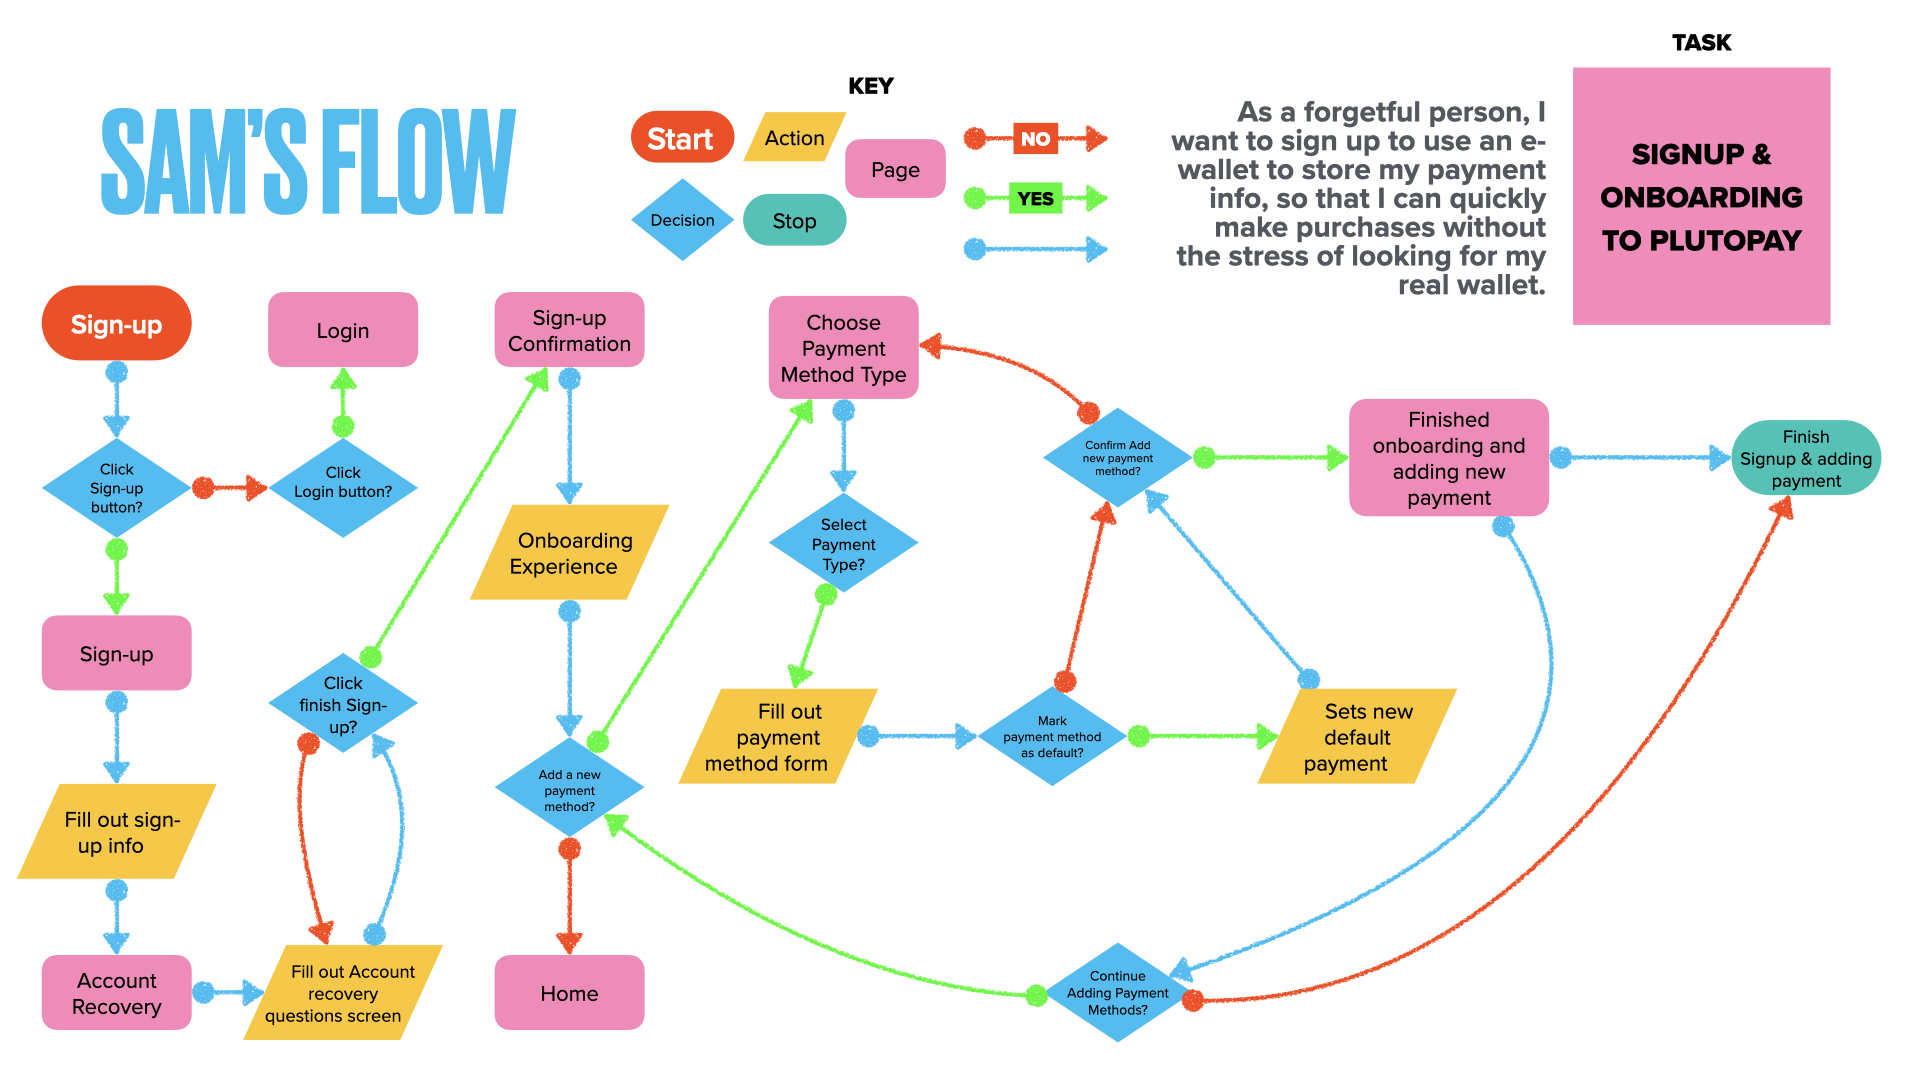 SAM'S FLOW
KEY
Start
Action
Page
Decision
Stop
NO
YES
As a forgetful person, I
want to sign up to use an e-
wallet to store my payment
info, so that I can quickly
make purchases without
the stress of looking for my
real wallet.
TASK
SIGNUP &
ONBOARDING
TO PLUTOPAY
Sign-up
Click
Sign-up
button?
Login
Click
Login button?
Sign-up
Fill out sign-
up info
Account
Recovery
Fill out Account
recovery
questions screen
Click
finish Sign-
up?
Sign-up
Confirmation
Onboarding
Experience
Add a new
payment
method?
Home
Choose
Payment
Method Type
Select
Payment
Type?
Fill out
payment
method form
Mark
payment method
as default?
Sets new
default
payment
Confirm Add
new payment
method?
Finished
onboarding and
adding new
payment
Finish
Signup & adding
payment
Continue
Adding Payment
Methods?